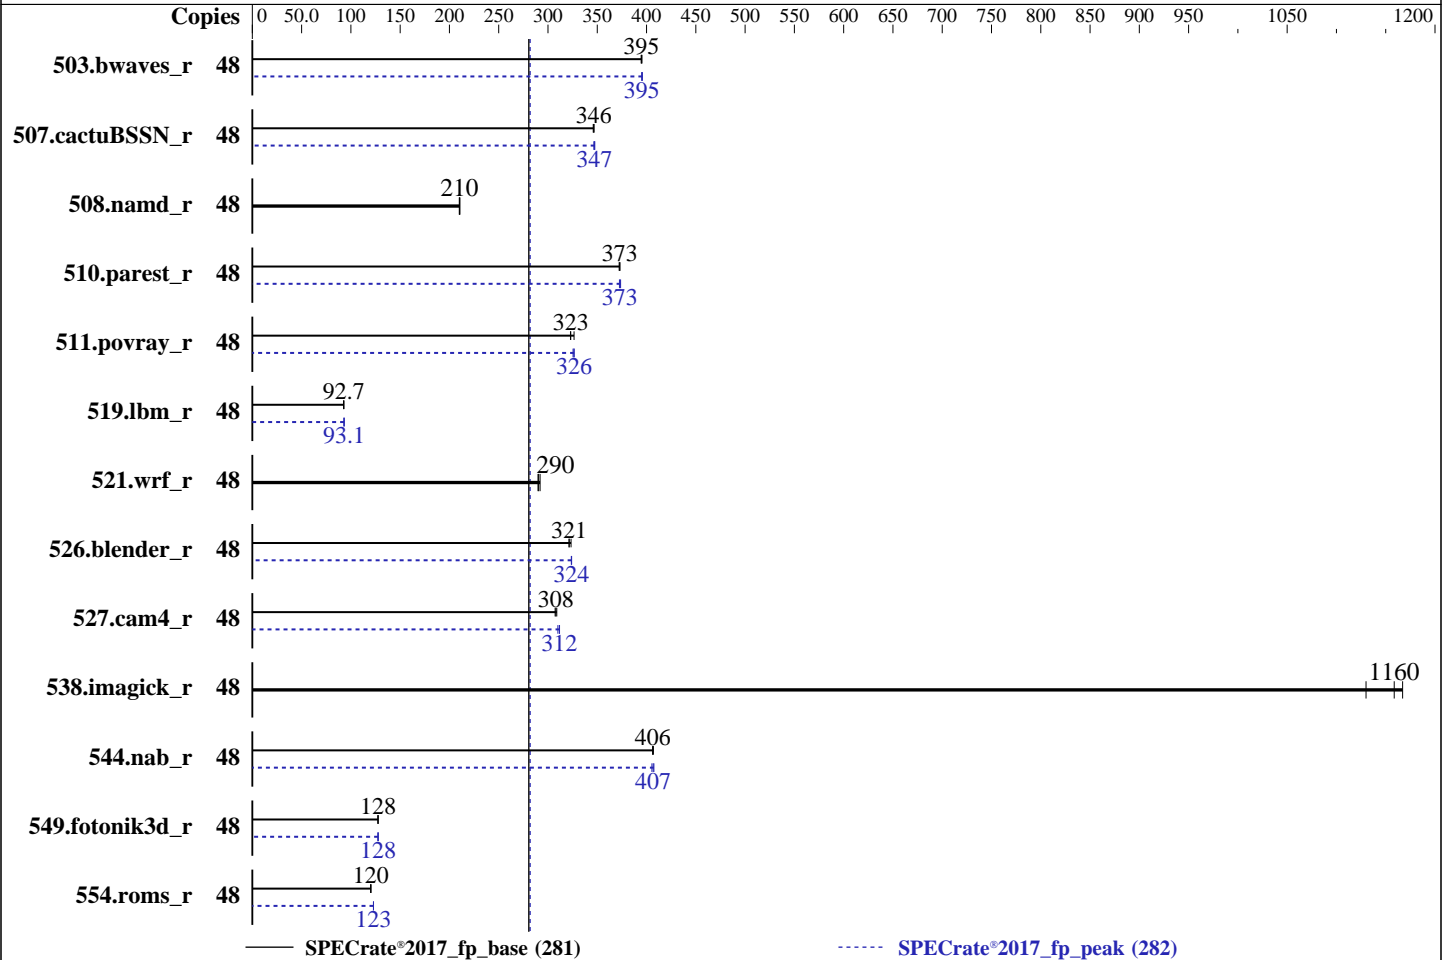 Copies 0 50.0 100 150 200 250 300 350 400 450 500 550 600 650 700 750 800 850 900 950 1050 1200
395
503.bwaves_r 48
395
346
507.cactuBSSN_r 48
347
210
508.namd_r 48
373
510.parest_r 48
373
323
511.povray_r 48
326
92.7
519.lbm_r 48
93.1
290
521.wrf_r 48
321
526.blender_r 48
324
308
527.cam4_r 48
312
1160
538.imagick_r 48
406
544.nab_r 48
407
128
549.fotonik3d_r 48
128
120
554.roms_r 48
123
SPECrate®2017_fp_base (281) SPECrate®2017_fp_peak (282)